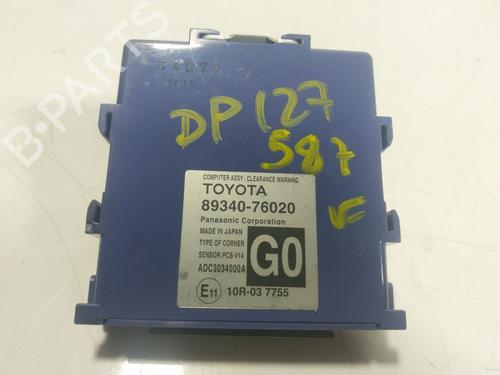 DP 127
587
COMPUTER ASSY . CLEARANCE WARNING
TOYOTA
89340-76020
Panasonic Corporation
MADE IN JAPAN
TYPE OF CORNER
SENSOR:PCS-V14
ADC3034000A
G0
E11 10R-03 7755
B-PARTS